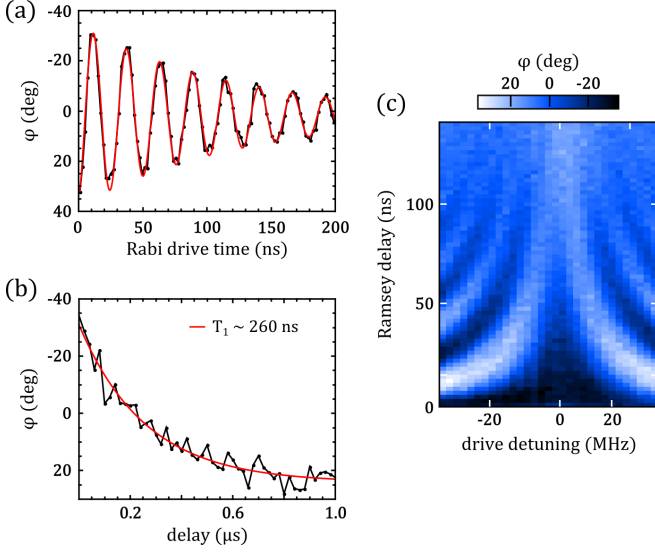 (a)
-40
-20
0
20
40
φ (deg)
0
50
100
150
200
Rabi drive time (ns)
(b)
-40
-20
0
20
φ (deg)
T1 ~ 260 ns
0.2
0.6
1.0
delay (μs)
(c)
φ (deg)
20 0 -20
100
50
0
Ramsey delay (ns)
-20
0
20
drive detuning (MHz)